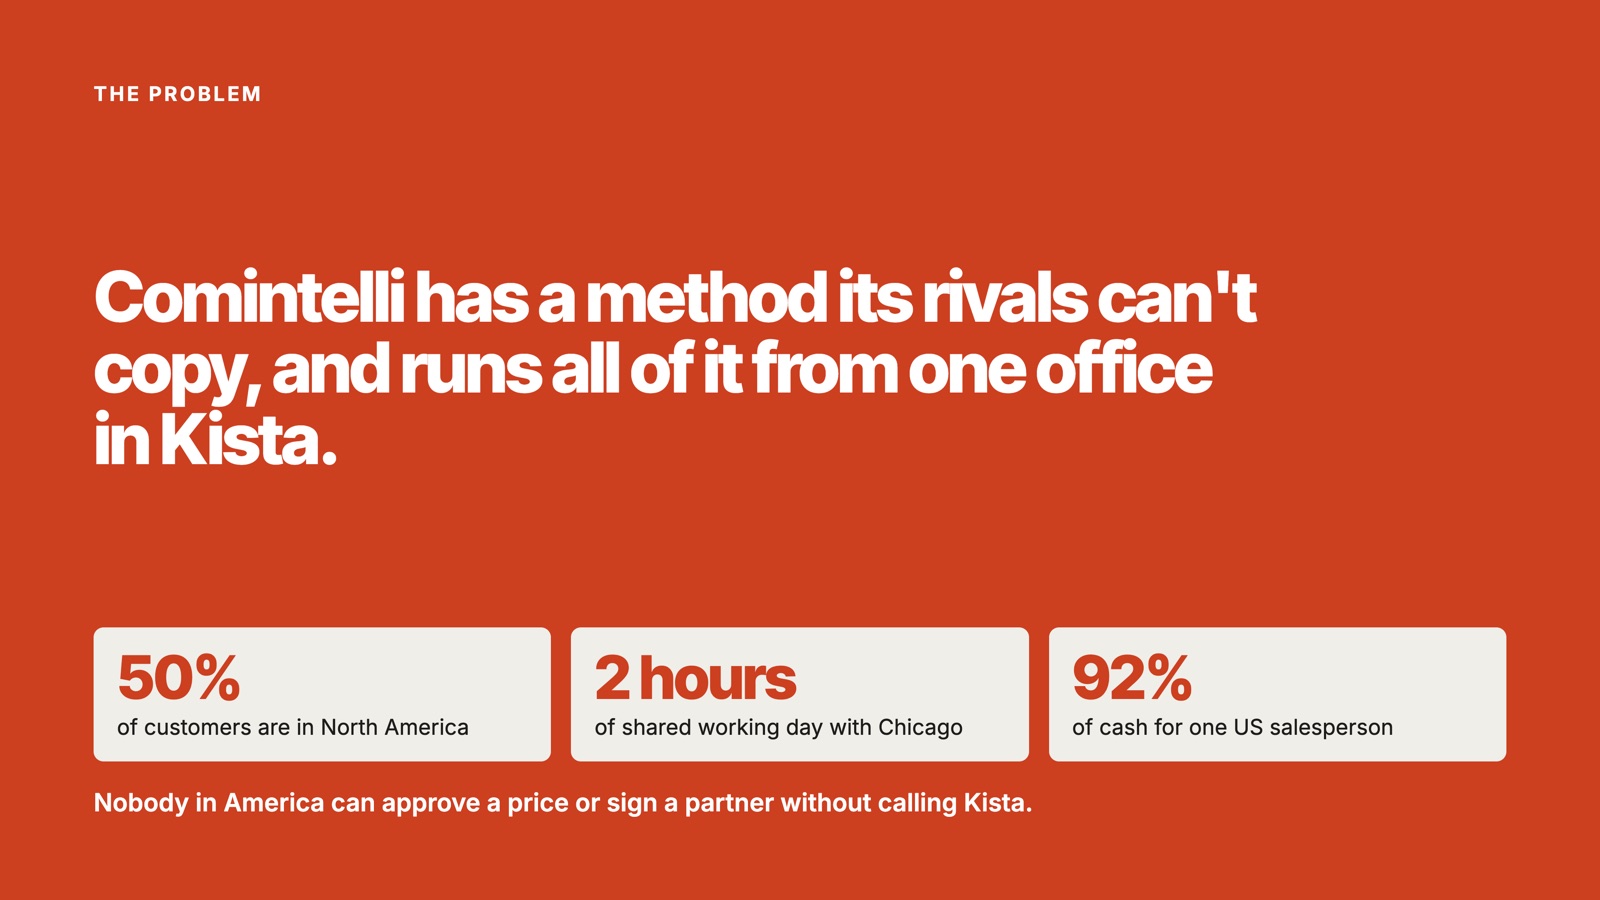 THE PROBLEM
Comintelli has a method its rivals can't
copy, and runs all of it from one office
in Kista.
50%
of customers are in North America
2 hours
of shared working day with Chicago
92%
of cash for one US salesperson
Nobody in America can approve a price or sign a partner without calling Kista.